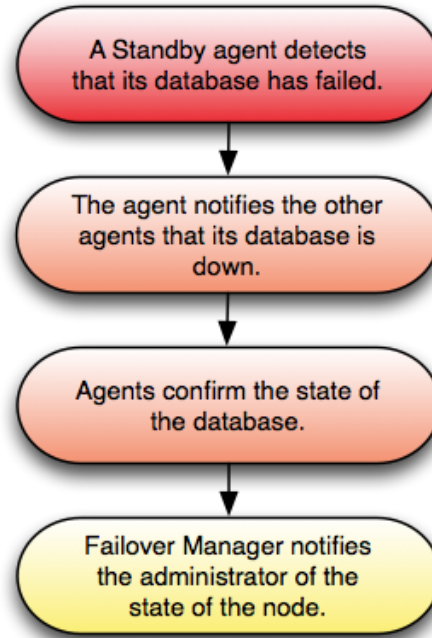 A Standby agent detects
that its database has failed.
The agent notifies the other
agents that its database is
down.
Agents confirm the state of
the database.
Failover Manager notifies
the administrator of the
state of the node.